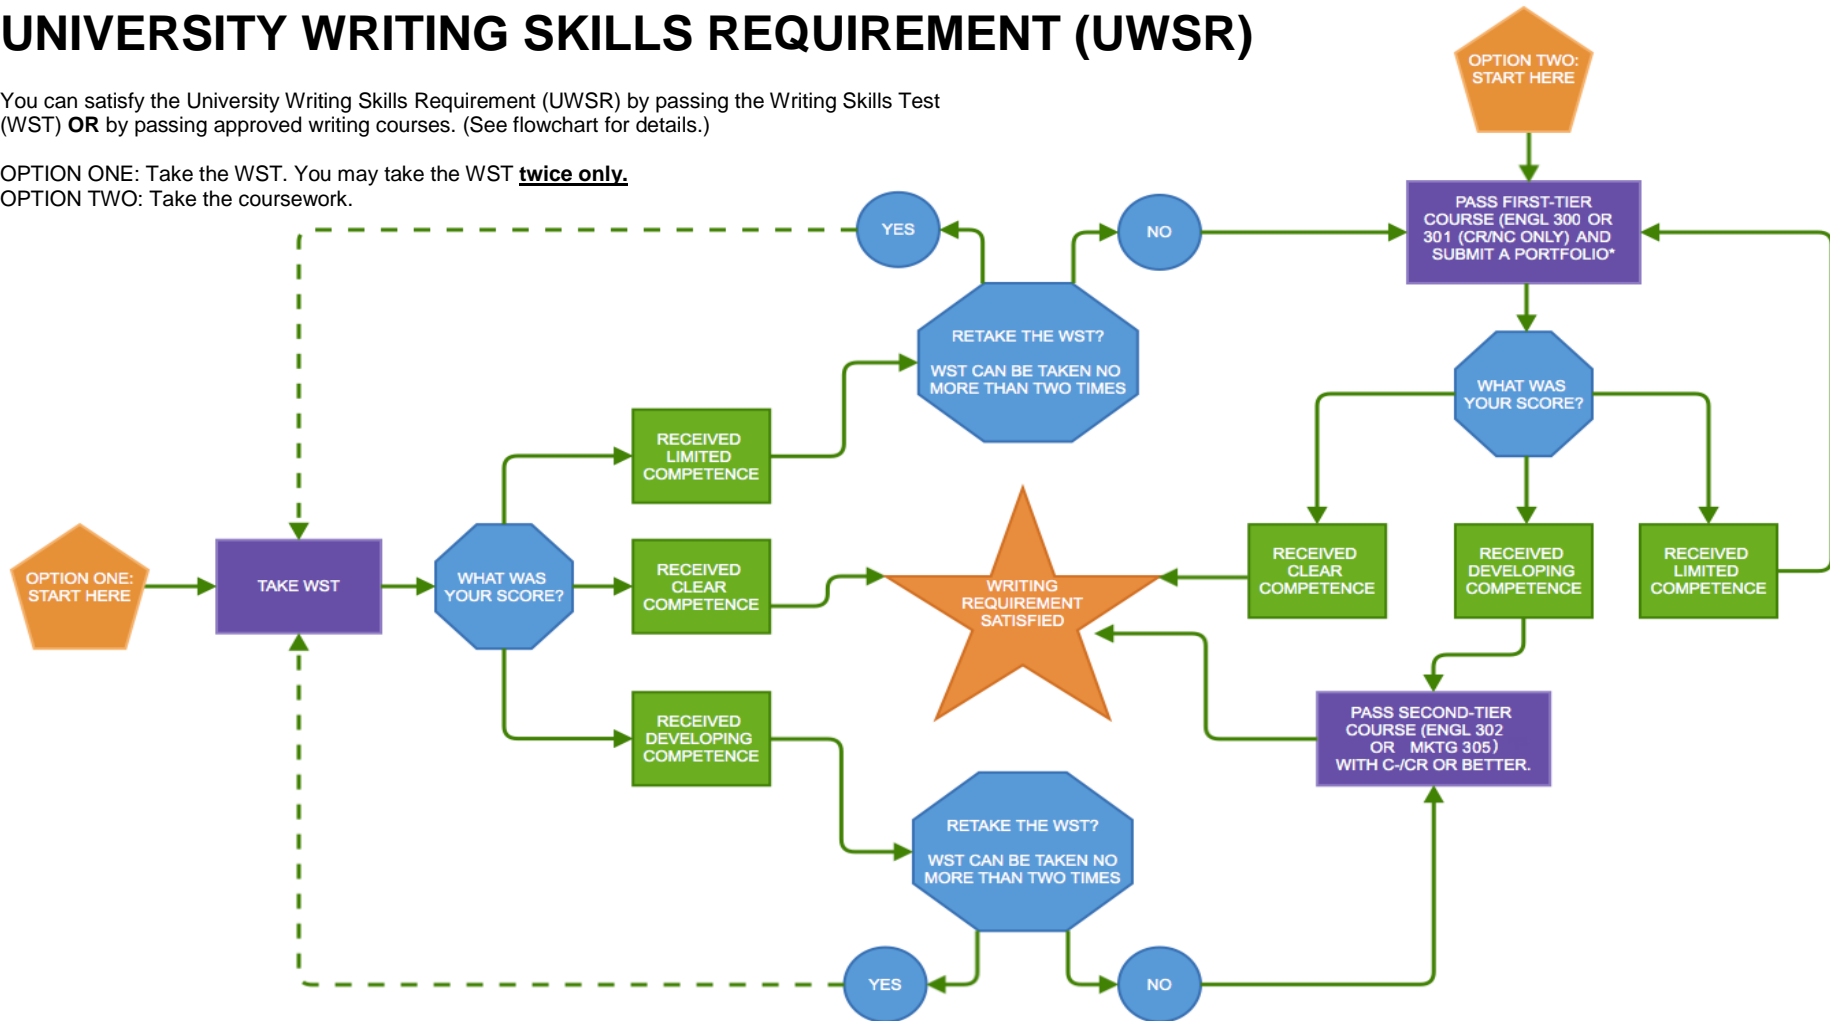 UNIVERSITY WRITING SKILLS REQUIREMENT (UWSR)
You can satisfy the University Writing Skills Requirement (UWSR) by passing the Writing Skills Test
(WST) OR by passing approved writing courses. (See flowchart for details.)
OPTION ONE: Take the WST. You may take the WST twice only.
OPTION TWO: Take the coursework.
OPTION TWO:
START HERE
YES
NO
PASS FIRST-TIER
COURSE (ENGL 300 OR
301 (CR/NC ONLY) AND
SUBMIT A PORTFOLIO*
RETAKE THE WST?
WST CAN BE TAKEN NO
MORE THAN TWO TIMES
WHAT WAS
YOUR SCORE?
RECEIVED
LIMITED
COMPETENCE
OPTION ONE:
START HERE
TAKE WST
WHAT WAS
YOUR SCORE?
RECEIVED
CLEAR
COMPETENCE
WRITING
REQUIREMENT
SATISFIED
RECEIVED
CLEAR
COMPETENCE
RECEIVED
DEVELOPING
COMPETENCE
RECEIVED
LIMITED
COMPETENCE
RECEIVED
DEVELOPING
COMPETENCE
PASS SECOND-TIER
COURSE (ENGL 302
OR MKTG 305)
WITH C-/CR OR BETTER.
RETAKE THE WST?
WST CAN BE TAKEN NO
MORE THAN TWO TIMES
YES
NO